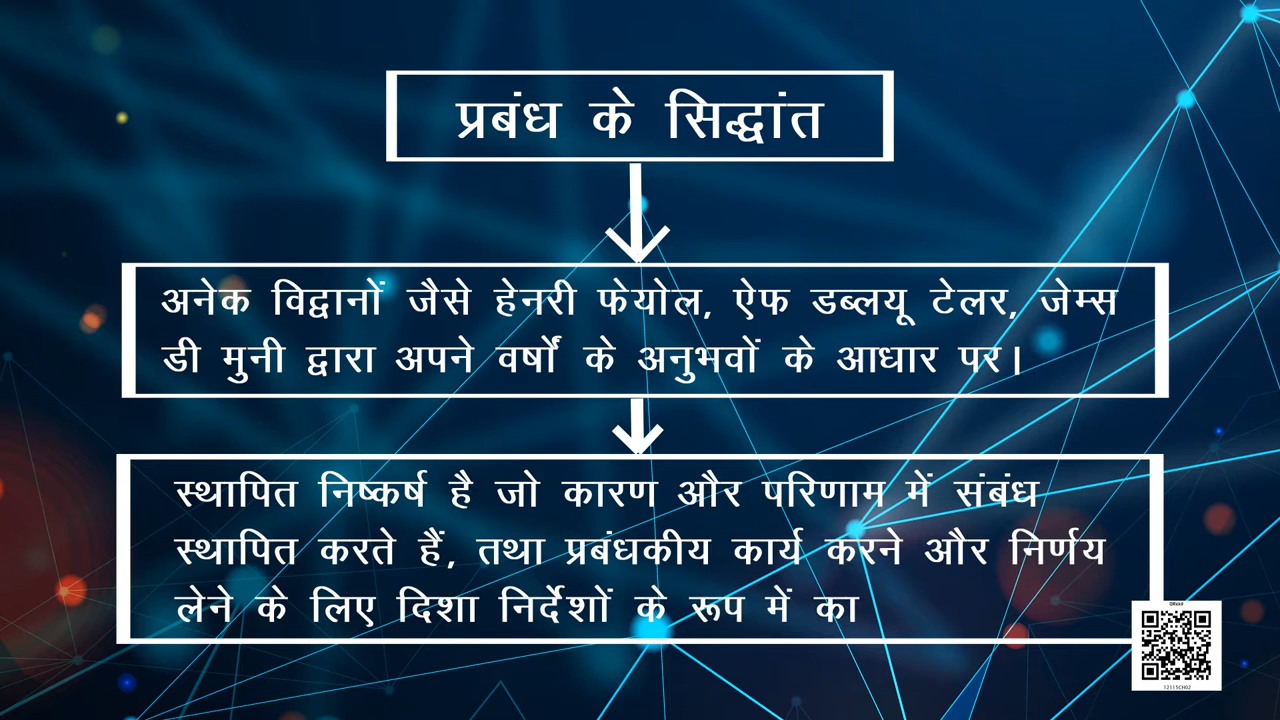 प्रबंध के सिद्धांत
अनेक विद्वानों जैसे हेनरी फेयोल, ऐफ डब्लयू टेलर, जेम्स
डी मुनी द्वारा अपने वर्षों के अनुभवों के आधार पर।
स्थापित निष्कर्ष है जो कारण और परिणाम में संबंध
स्थापित करते हैं, तथा प्रबंधकीय कार्य करने और निर्णय
लेने के लिए दिशा निर्देशों के रूप में का
12115CH02